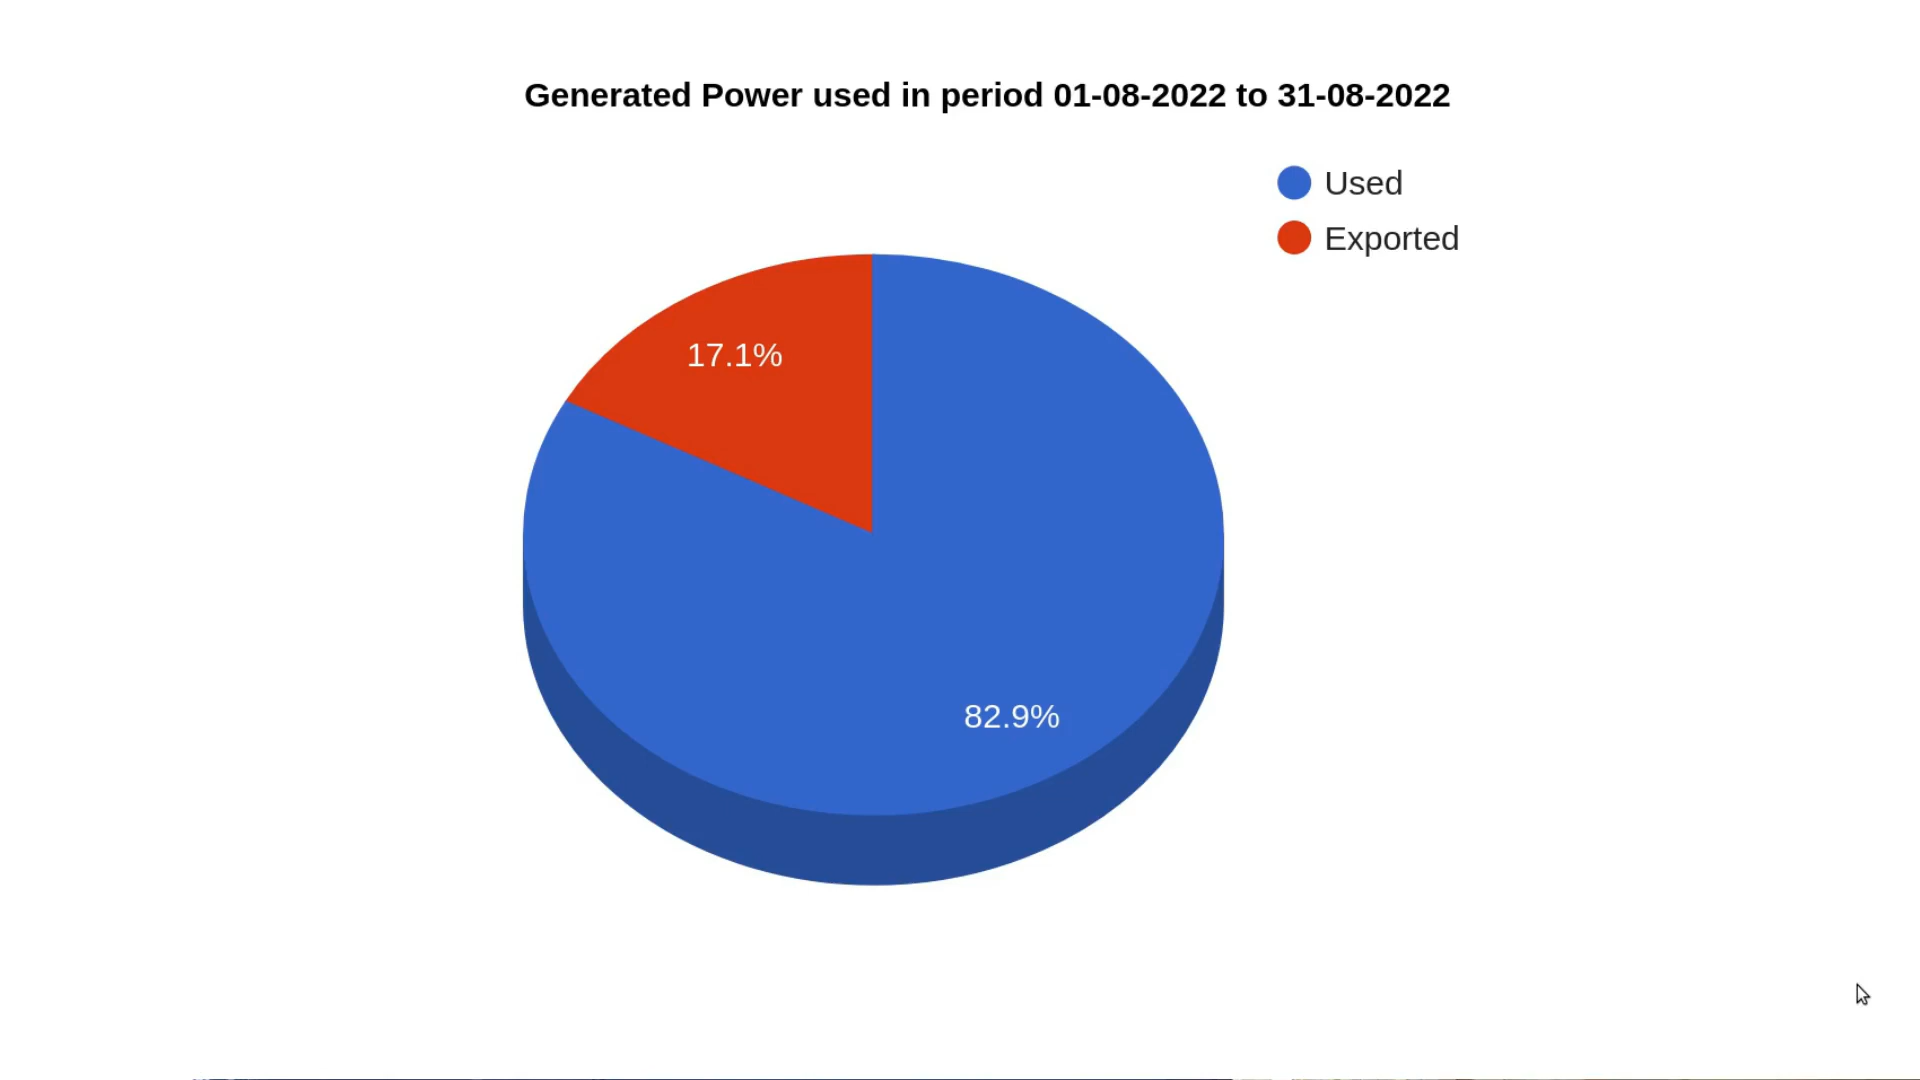 Generated Power used in period 01-08-2022 to 31-08-2022
Used
Exported
17.1%
82.9%